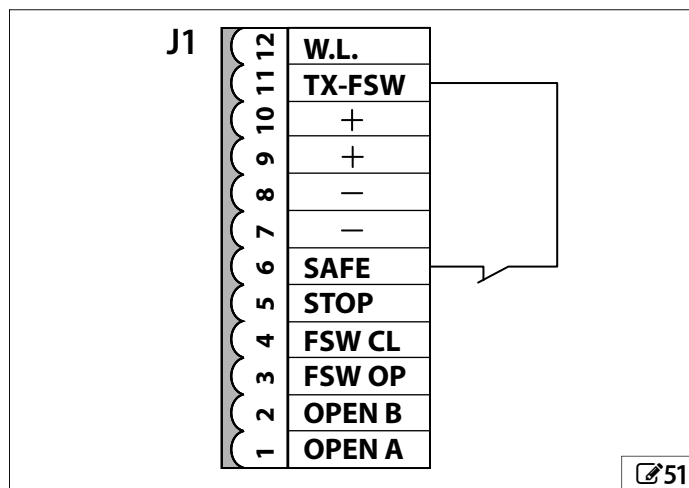 J1
12 W.L.
11 TX-FSW
10 +
9 +
8 –
7 –
6 SAFE
5 STOP
4 FSW CL
3 FSW OP
2 OPEN B
1 OPEN A
51